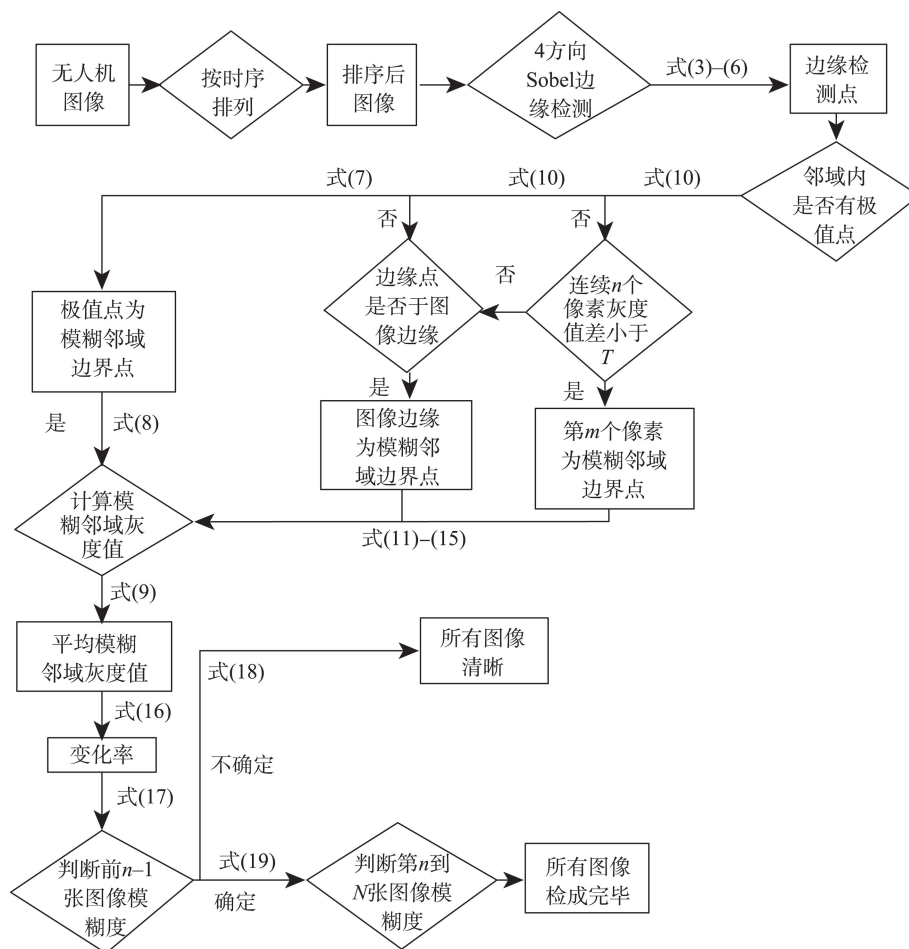 无人机
图像
按时序
排列
排序后
图像
4方向
Sobel边
缘检测
式(3)–(6)
边缘检
测点
邻域内
是否有极
值点
式(7)
式(10)
式(10)
否
否
极值点为
模糊邻域
边界点
边缘点
是否于图
像边缘
否
连续n个
像素灰度
值差小于
T
是
是
图像边缘
为模糊邻
域边界点
第m个像素
为模糊邻域
边界点
是
式(8)
计算模
糊邻域灰
度值
式(11)–(15)
式(9)
平均模糊
邻域灰度值
式(18)
所有图像
清晰
式(16)
变化率
不确定
式(17)
判断前n–1
张图像模
糊度
式(19)
确定
判断第n到
N张图像模
糊度
所有图像
检成完毕